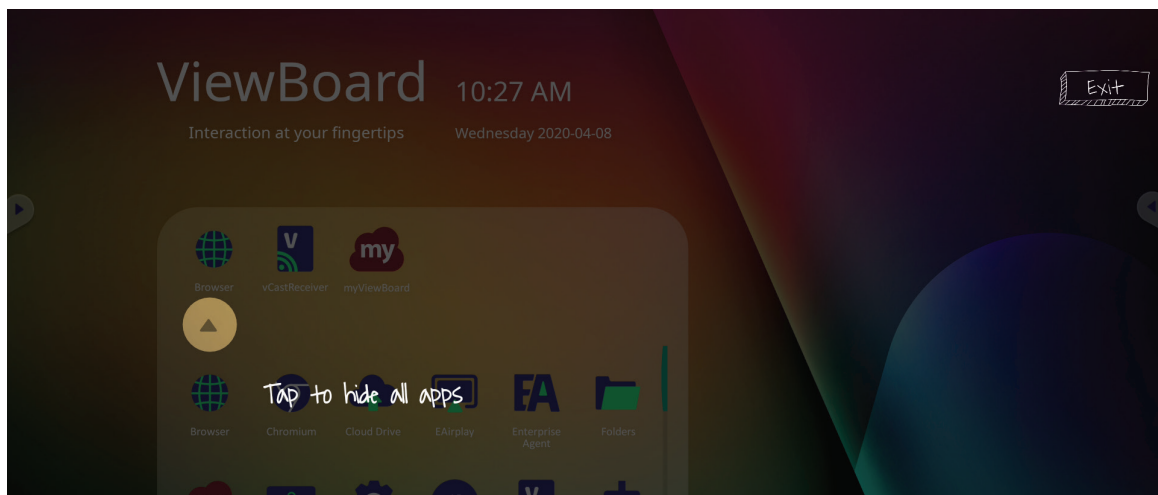 ViewBoard 10:27 AM
Exit
Interaction at your fingertips Wednesday 2020-04-08
V my
Browser vCastReceiver myViewBoard
Tap to hide all apps
EA
Browser Chromium Cloud Drive EAirplay Enterprise Agent Folders
V